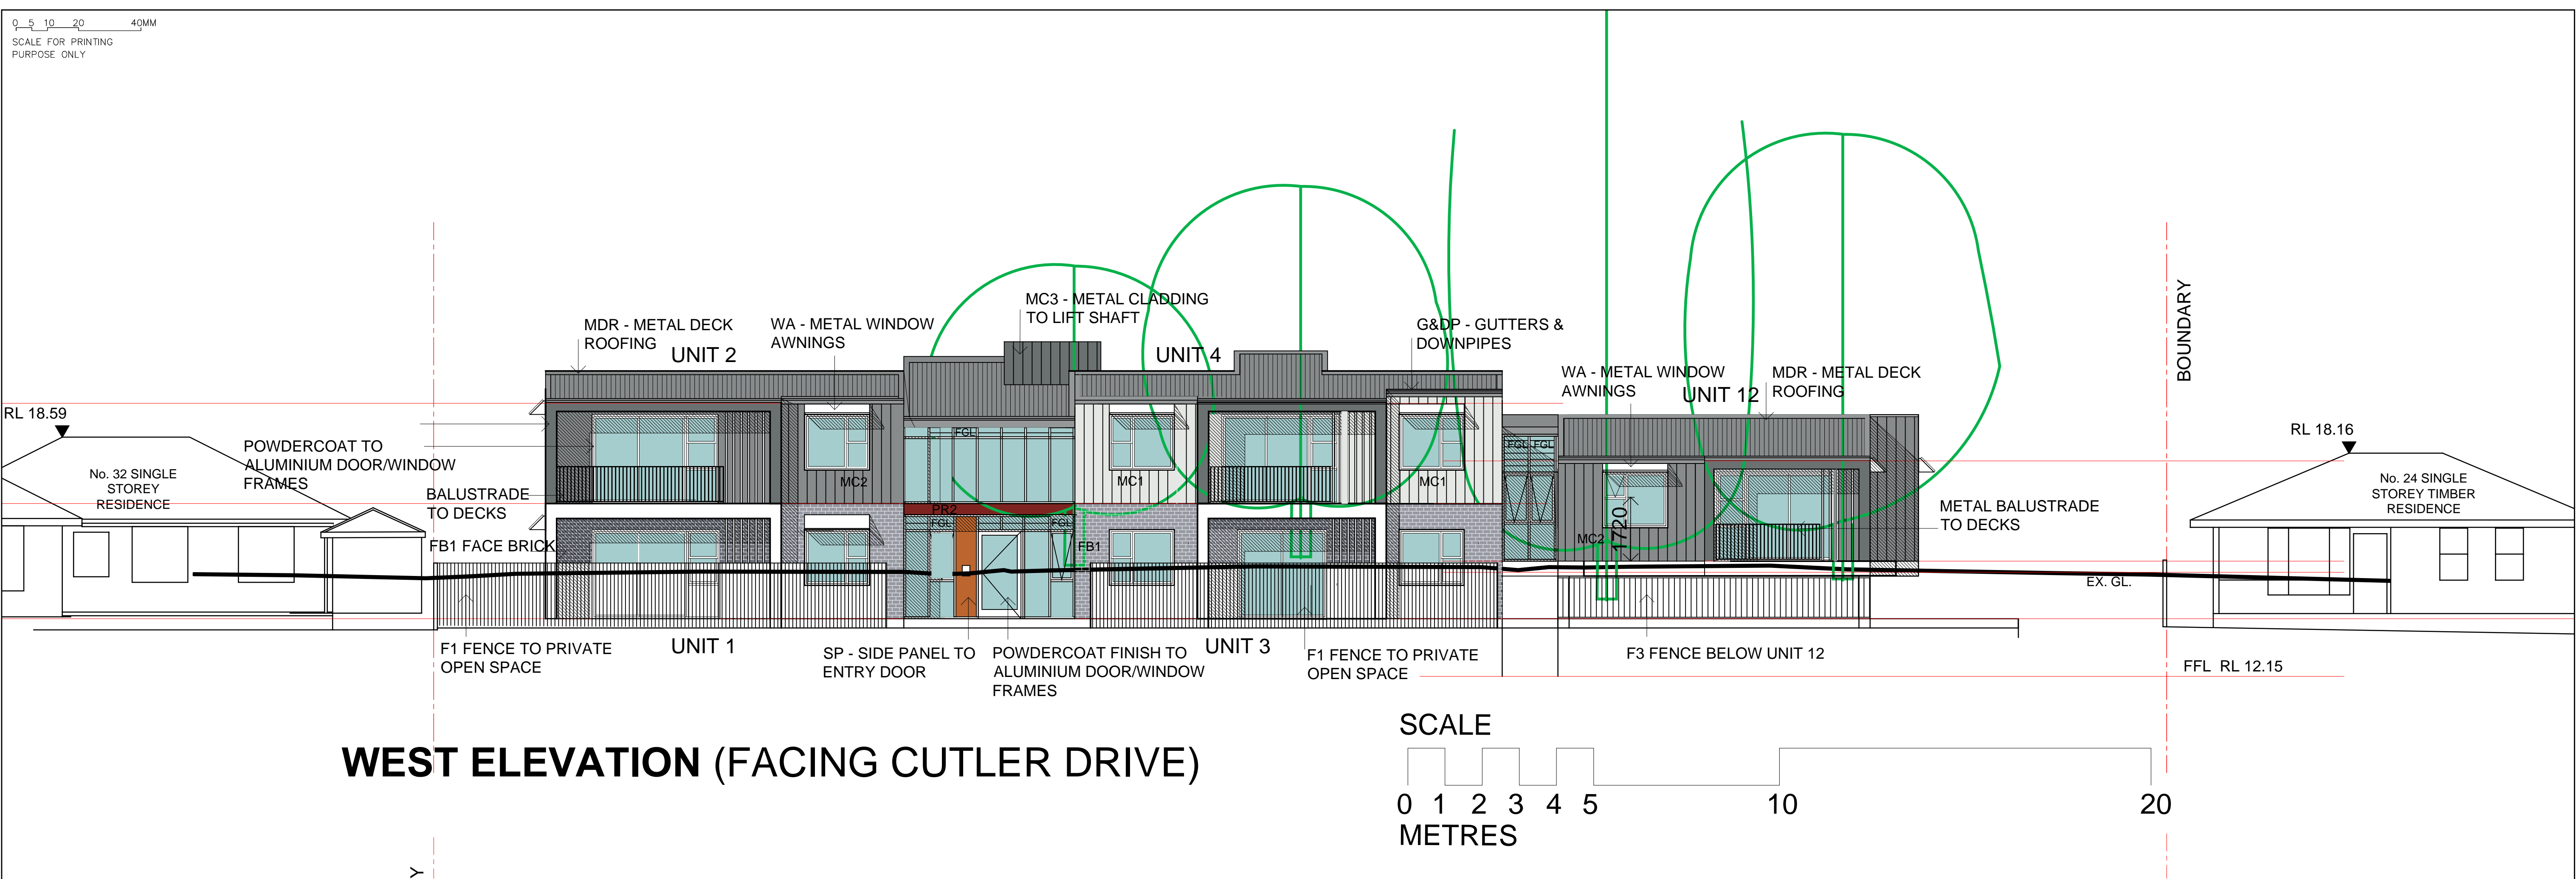 0 5 10 20 40MM
SCALE FOR PRINTING
PURPOSE ONLY
MC3 - METAL CLADDING
TO LIFT SHAFT
MDR - METAL DECK
ROOFING
UNIT 2
WA - METAL WINDOW
AWNINGS
UNIT 4
G&DP - GUTTERS &
DOWNPIPES
WA - METAL WINDOW
AWNINGS
UNIT 12
MDR - METAL DECK
ROOFING
BOUNDARY
RL 18.59
No. 32 SINGLE
STOREY
RESIDENCE
POWDERCOAT TO
ALUMINIUM DOOR/WINDOW
FRAMES
BALUSTRADE
TO DECKS
FB1 FACE BRICK
FGL
MC2
MC1
MC1
FGL
FGL
PR2
FGL
FGL
FB1
MC2
1720
METAL BALUSTRADE
TO DECKS
RL 18.16
No. 24 SINGLE
STOREY TIMBER
RESIDENCE
EX. GL.
F1 FENCE TO PRIVATE
OPEN SPACE
UNIT 1
SP - SIDE PANEL TO
ENTRY DOOR
POWDERCOAT FINISH TO
ALUMINIUM DOOR/WINDOW
FRAMES
UNIT 3
F1 FENCE TO PRIVATE
OPEN SPACE
F3 FENCE BELOW UNIT 12
FFL RL 12.15
WEST ELEVATION (FACING CUTLER DRIVE)
SCALE
0 1 2 3 4 5 10 20
METRES
Y